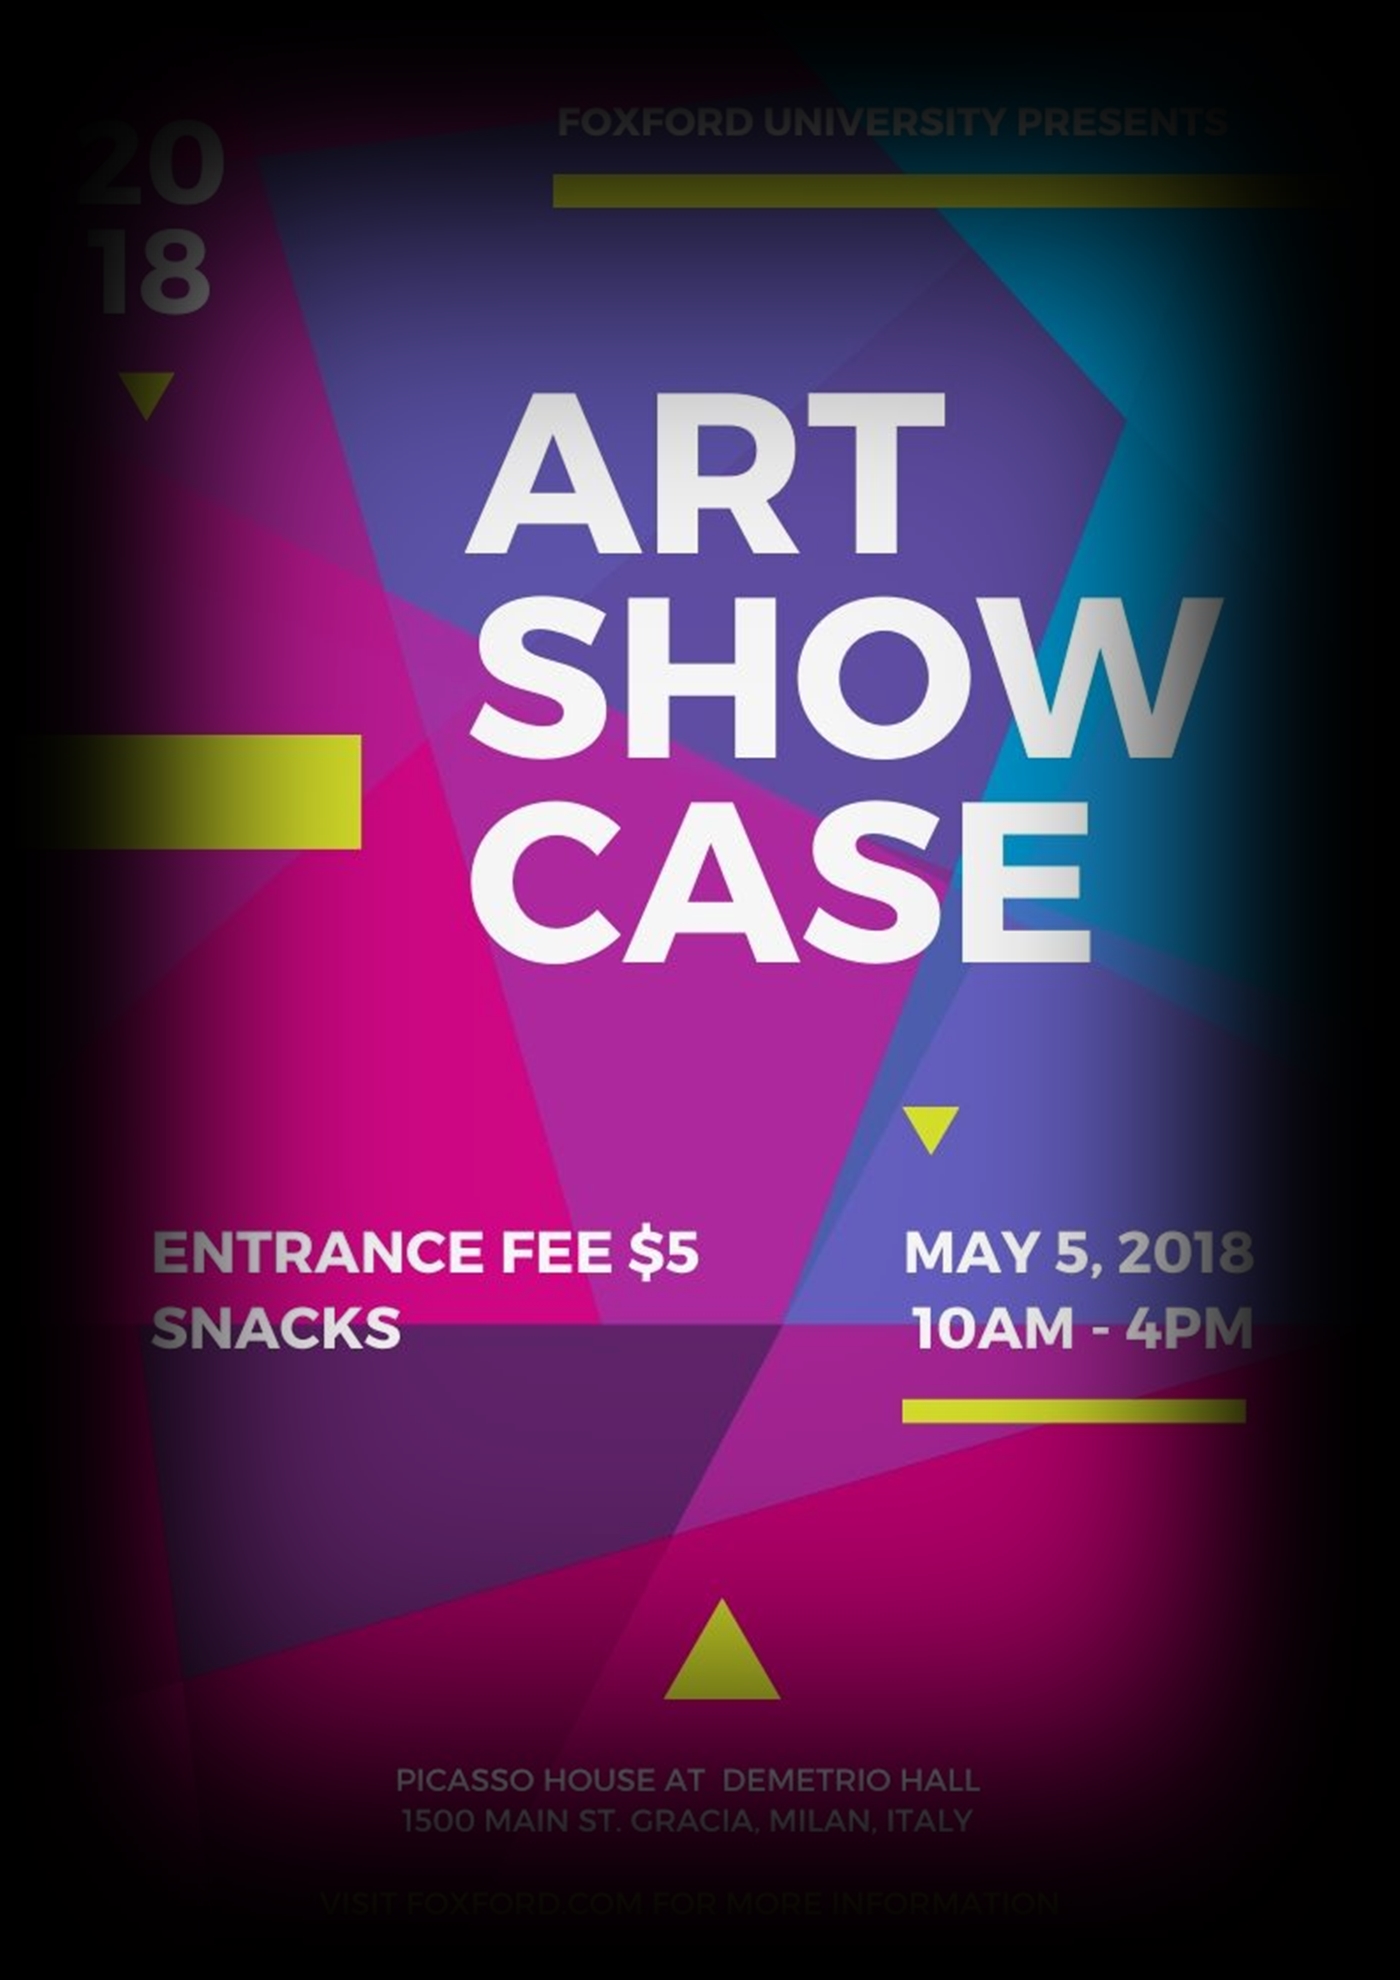 20
18
FOXFORD UNIVERSITY PRESENTS
ART
SHOW
CASE
ENTRANCE FEE $5
SNACKS
MAY 5, 2018
10AM - 4PM
PICASSO HOUSE AT DEMETRIO HALL
1500 MAIN ST. GRACIA, MILAN, ITALY
VISIT FOXFORD.COM FOR MORE INFORMATION